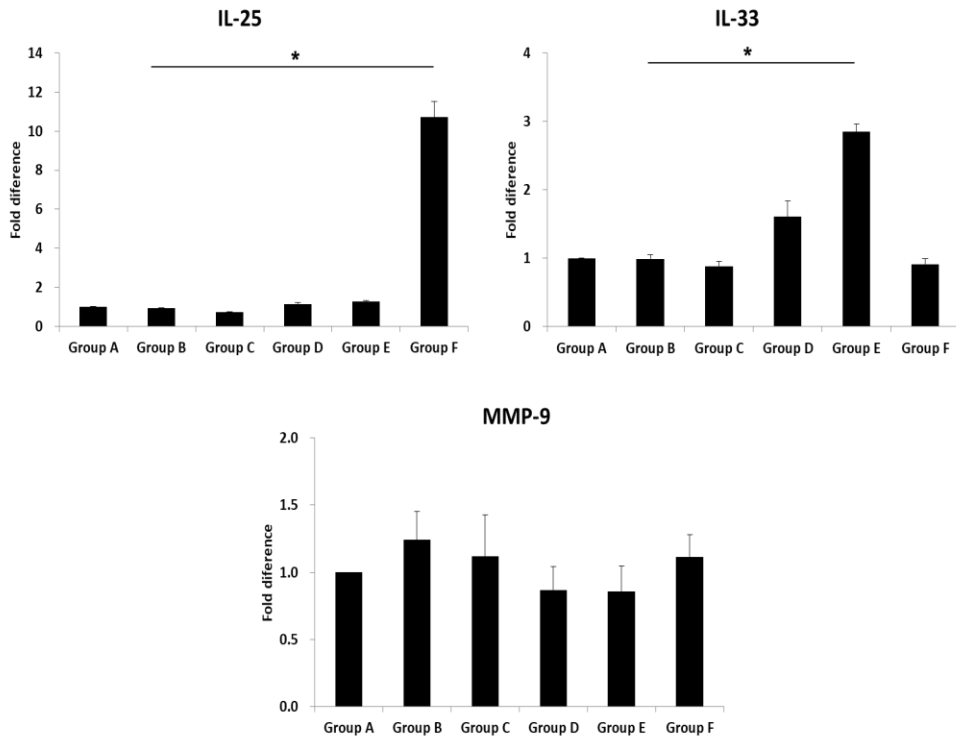 IL-25
*
14
12
10
8
6
4
2
0
Fold diference
Group A Group B Group C Group D Group E Group F
IL-33
*
4
3
2
1
0
Fold diference
Group A Group B Group C Group D Group E Group F
MMP-9
2.0
1.5
1.0
0.5
0.0
Fold diference
Group A Group B Group C Group D Group E Group F